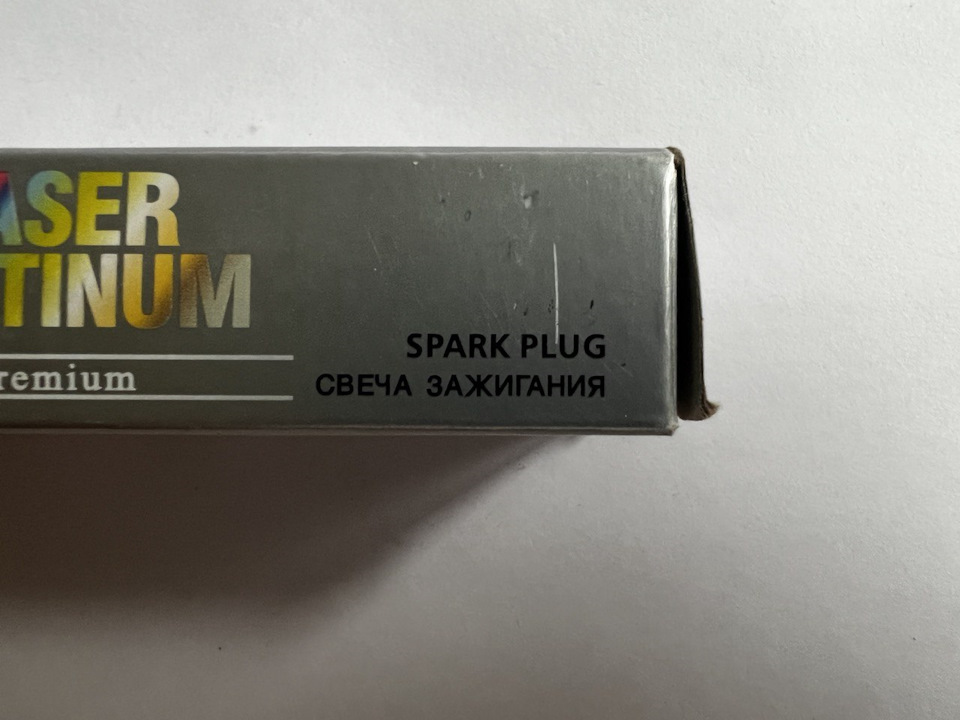 ASER
TINUM
remium
SPARK PLUG
СВЕЧА ЗАЖИГАНИЯ